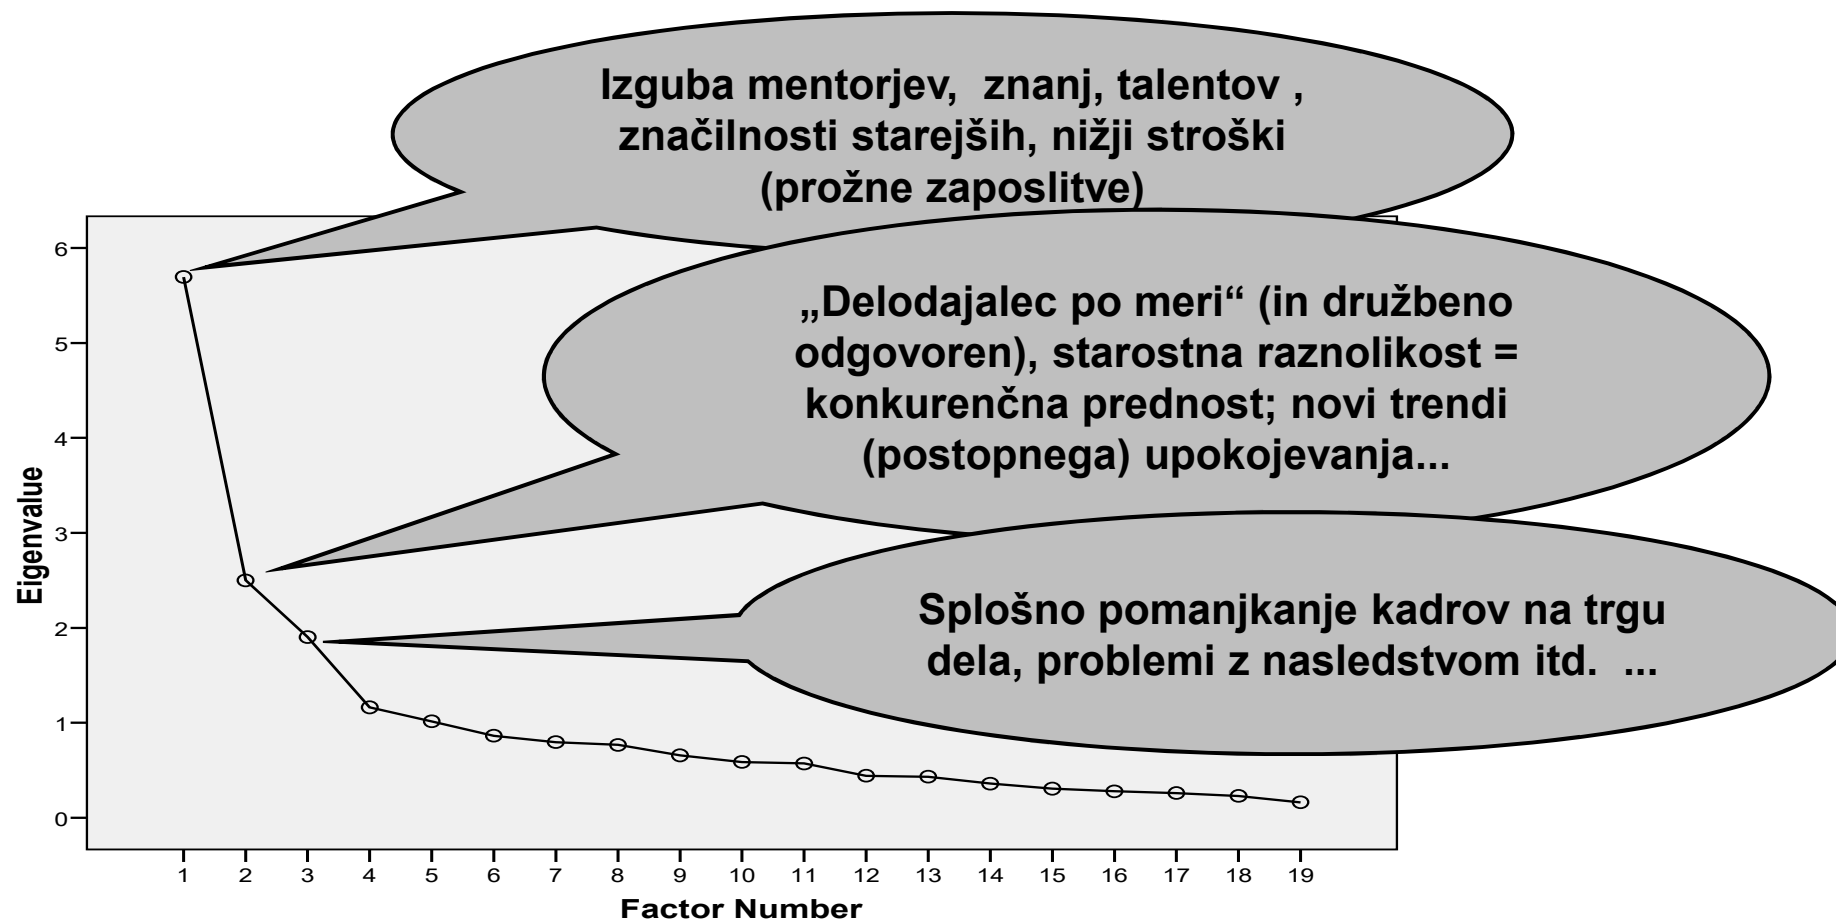 Izguba mentorjev, znanj, talentov ,
značilnosti starejših, nižji stroški
(prožne zaposlitve)
„Delodajalec po meri“ (in družbeno
odgovoren), starostna raznolikost =
konkurenčna prednost; novi trendi
(postopnega) upokojevanja...
Splošno pomanjkanje kadrov na trgu
dela, problemi z nasledstvom itd. ...
Eigenvalue
6
5
4
3
2
1
0
1 2 3 4 5 6 7 8 9 10 11 12 13 14 15 16 17 18 19
Factor Number